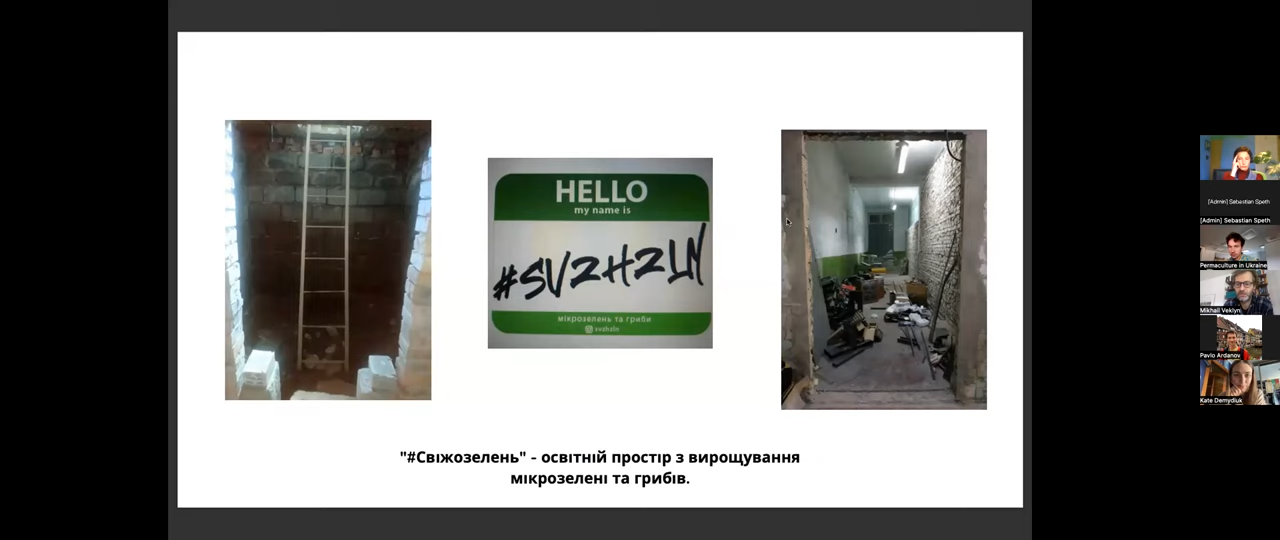 HELLO
my name is
#SVZHZLN
мікрозелень та гриби
svzhzln
"#Свіжозелень" - освітній простір з вирощування
мікрозелені та грибів.
[Admin] Sebastian Speth
[Admin] Sebastian Speth
Permaculture in Ukraine
Mikhail Veklyn
Pavlo Ardanov
Kate Demydiuk